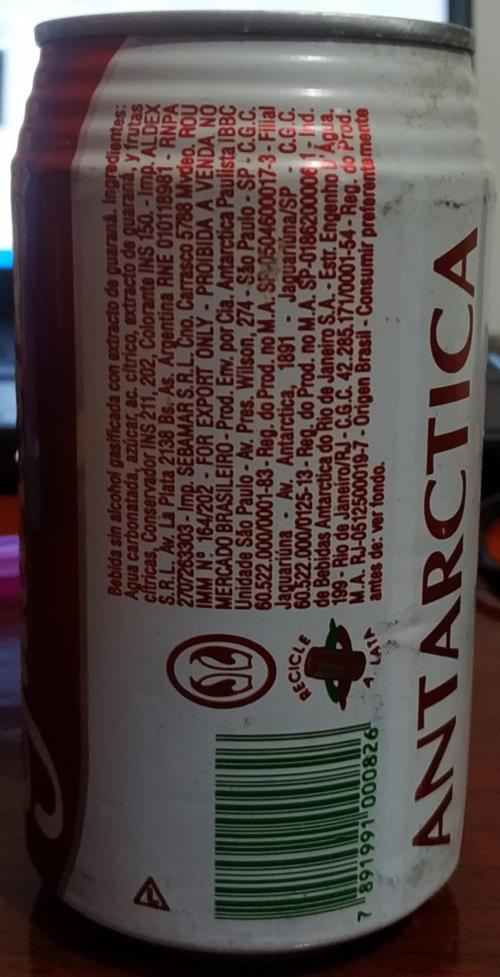 Bebida sin alcohol gasificada con extracto de guaraná. Ingredientes:
Agua carbonatada, azúcar, ac. cítrico, extracto de guaraná, y frutas
cítricas, Conservador INS 211, 202, Colorante INS 150. - Imp. ALDEX
S.R.L. Av. La Plata 2138 Bs. As. Argentina RNE 010118981 - RNPA
2707263303 - Imp. SEBAMAR S.R.L. Cno. Carrasco 5788 Mvdeo. ROU
IMM Nº 164/202 - FOR EXPORT ONLY - PROIBIDA A VENDA NO
MERCADO BRASILEIRO - Prod. Env. por Cia. Antarctica Paulista IBBC
Unidade São Paulo - Av. Pres. Wilson, 274 - São Paulo - SP - C.G.C.
60.522.000/0001-83 - Reg. do Prod. no M.A. SP-0504600017-3 - Filial
Jaguariúna - Av. Antarctica, 1891 - Jaguariúna/SP - C.G.C.
60.522.000/0125-13 - Reg. do Prod. no M.A. Ind.
de Bebidas Antarctica do Rio de Janeiro S.A. - Estr. Engenho D'Água,
199 - Rio de Janeiro/RJ - C.G.C. 42.285.171/0001-54 - Reg. do Prod.
M.A. RJ-0512500019-7 - Origen Brasil - Consumir preferentemente
antes de: ver fondo.
RECICLE
A LATA
7 891991 000826
ANTARCTICA